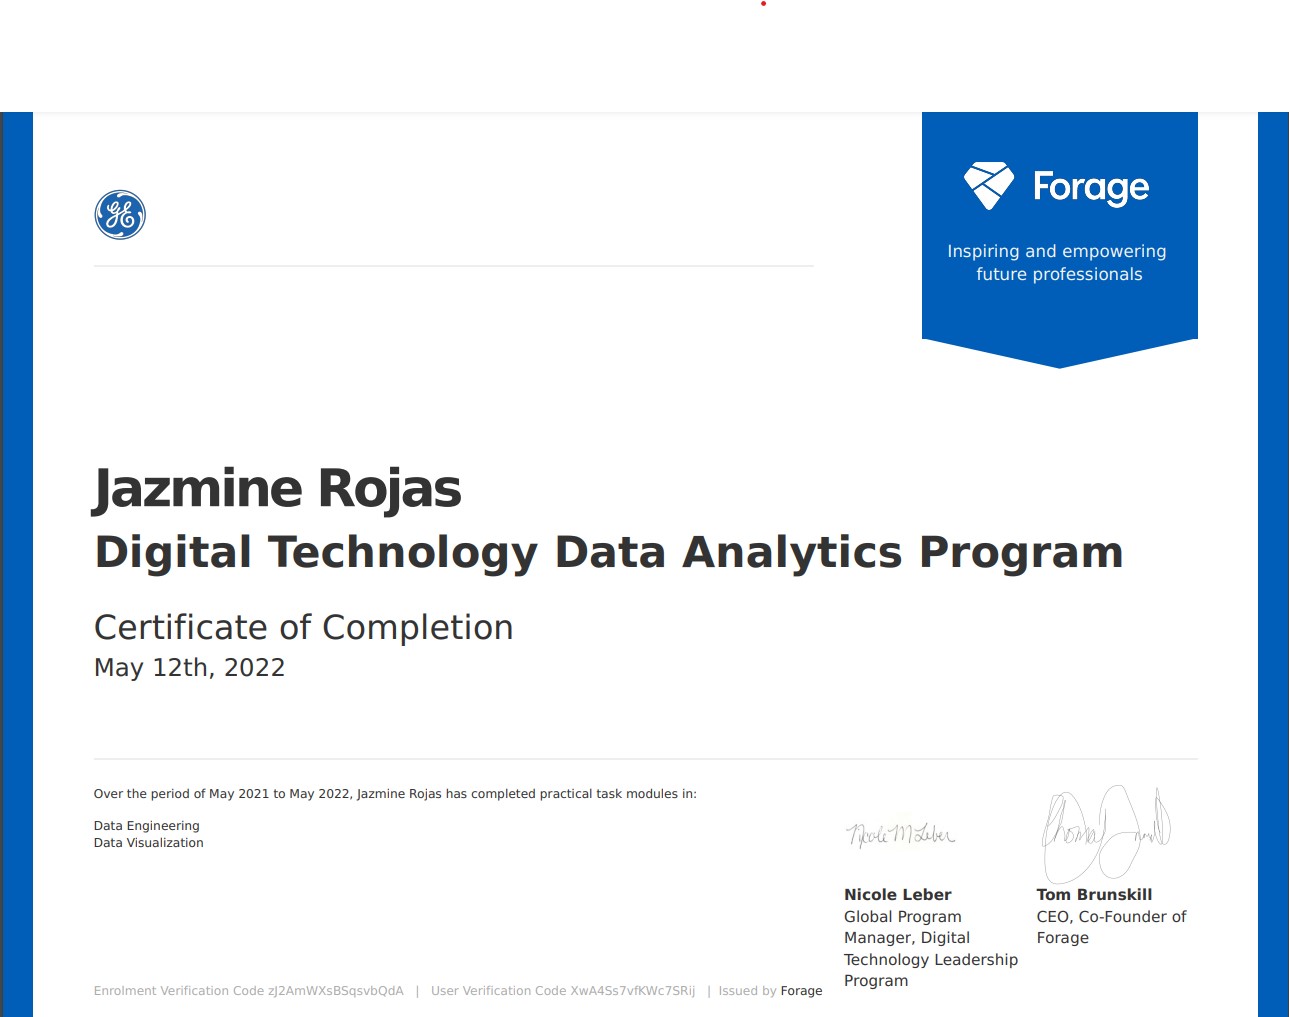 GE
Forage
Inspiring and empowering
future professionals
Jazmine Rojas
Digital Technology Data Analytics Program
Certificate of Completion
May 12th, 2022
Over the period of May 2021 to May 2022, Jazmine Rojas has completed practical task modules in:
Data Engineering
Data Visualization
Nicole M Leber
Nicole Leber
Global Program
Manager, Digital
Technology Leadership
Program
Tom Brunskill
CEO, Co-Founder of
Forage
Enrolment Verification Code zJ2AmWXsBSqsvbQdA | User Verification Code XwA4Ss7vfKWc7SRij | Issued by Forage